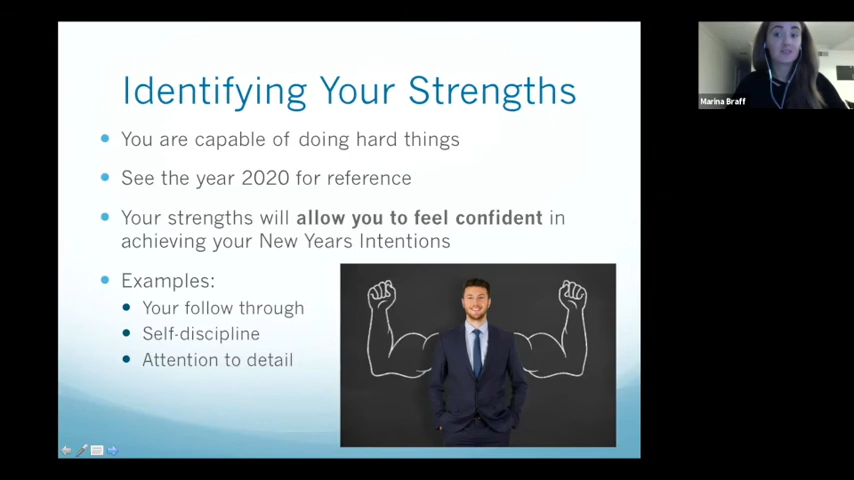 Identifying Your Strengths
You are capable of doing hard things
See the year 2020 for reference
Your strengths will allow you to feel confident in
achieving your New Years Intentions
Examples:
Your follow through
Self-discipline
Attention to detail
Marina Braff